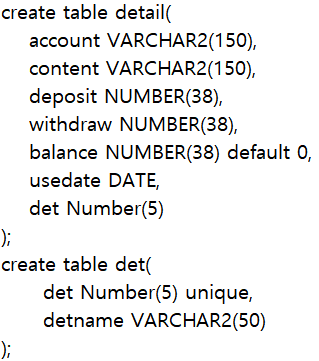 create table detail(
account VARCHAR2(150),
content VARCHAR2(150),
deposit NUMBER(38),
withdraw NUMBER(38),
balance NUMBER(38) default 0,
usedate DATE,
det Number(5)
);
create table det(
det Number(5) unique,
detname VARCHAR2(50)
);